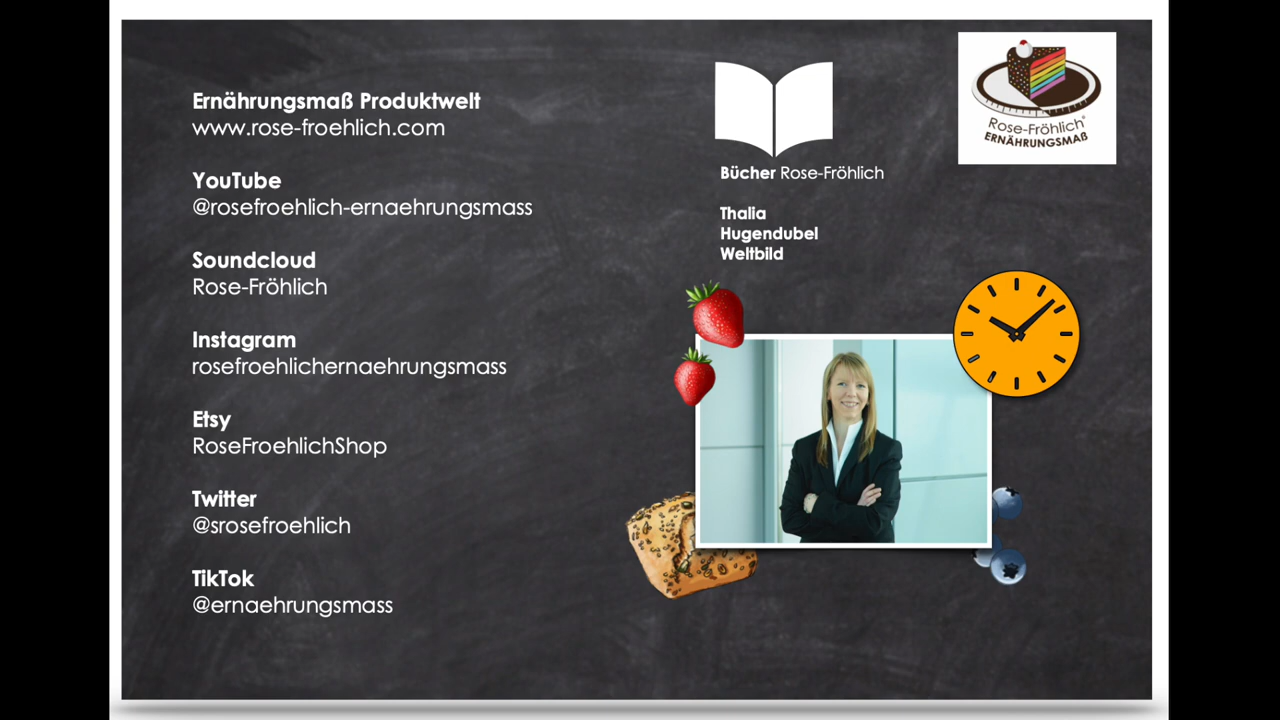 Ernährungsmaß Produktwelt
www.rose-froehlich.com
YouTube
@rosefroehlich-ernaehrungsmass
Soundcloud
Rose-Fröhlich
Instagram
rosefroehlichernaehrungsmass
Etsy
RoseFroehlichShop
Twitter
@srosefroehlich
TikTok
@ernaehrungsmass
Bücher Rose-Fröhlich
Thalia
Hugendubel
Weltbild
Rose-Fröhlich®
ERNÄHRUNGSMAẞ